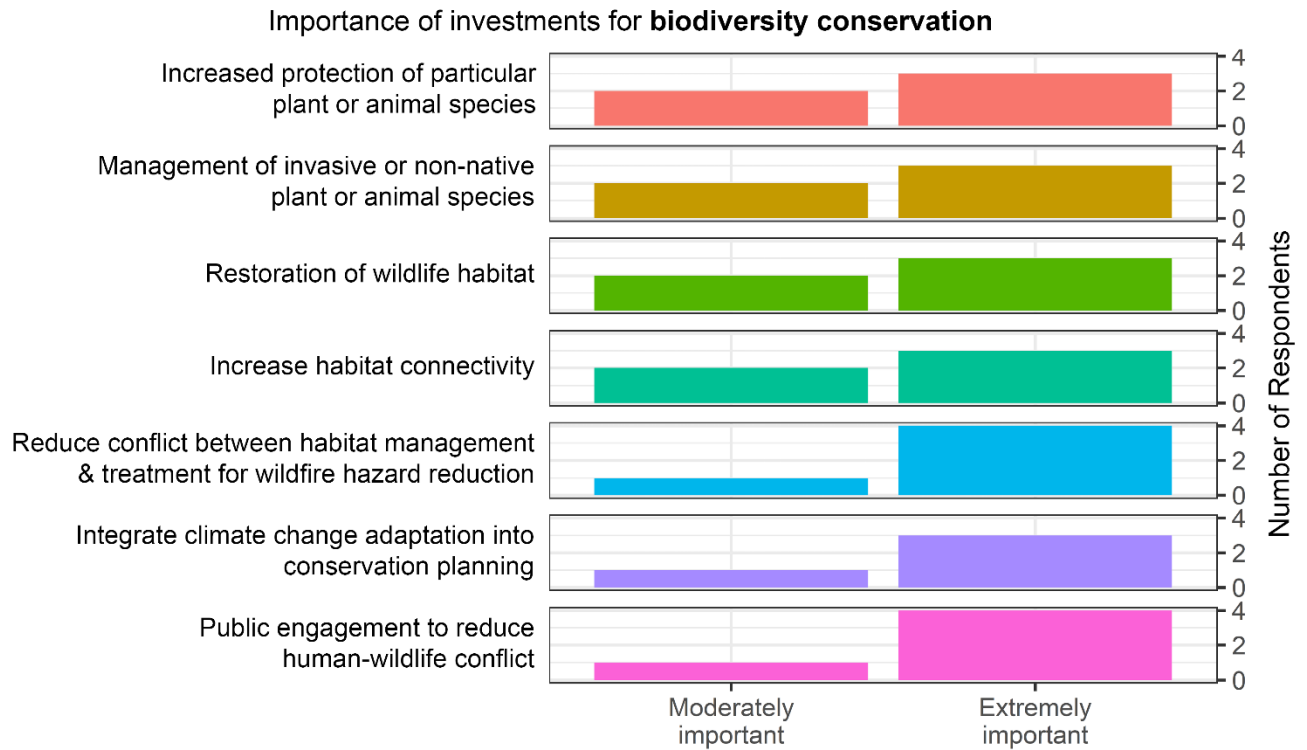 Importance of investments for biodiversity conservation
Increased protection of particular
plant or animal species
4
2
0
Management of invasive or non-native
plant or animal species
4
2
0
Restoration of wildlife habitat
4
2
0
Increase habitat connectivity
4
2
0
Reduce conflict between habitat management
& treatment for wildfire hazard reduction
4
2
0
Integrate climate change adaptation into
conservation planning
4
2
0
Public engagement to reduce
human-wildlife conflict
4
2
0
Number of Respondents
Moderately
important
Extremely
important